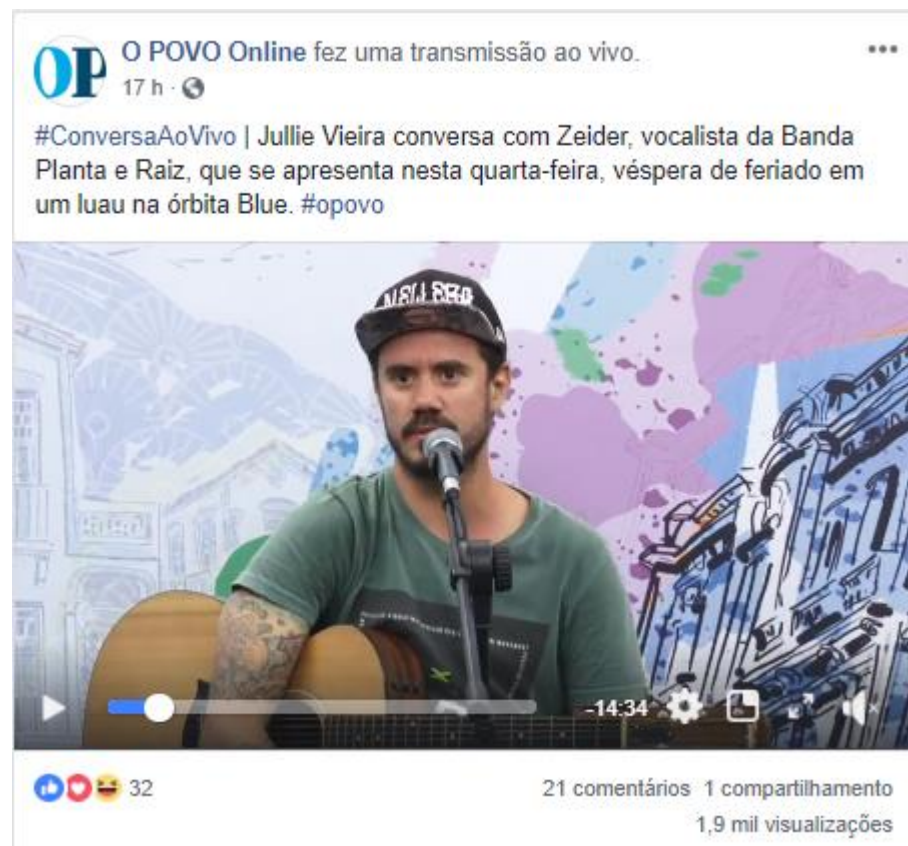 OP
O POVO Online fez uma transmissão ao vivo.
17 h ·
#ConversaAoVivo | Jullie Vieira conversa com Zeider, vocalista da Banda
Planta e Raiz, que se apresenta nesta quarta-feira, véspera de feriado em
um luau na órbita Blue. #opovo
-14:34
32
21 comentários 1 compartilhamento
1,9 mil visualizações